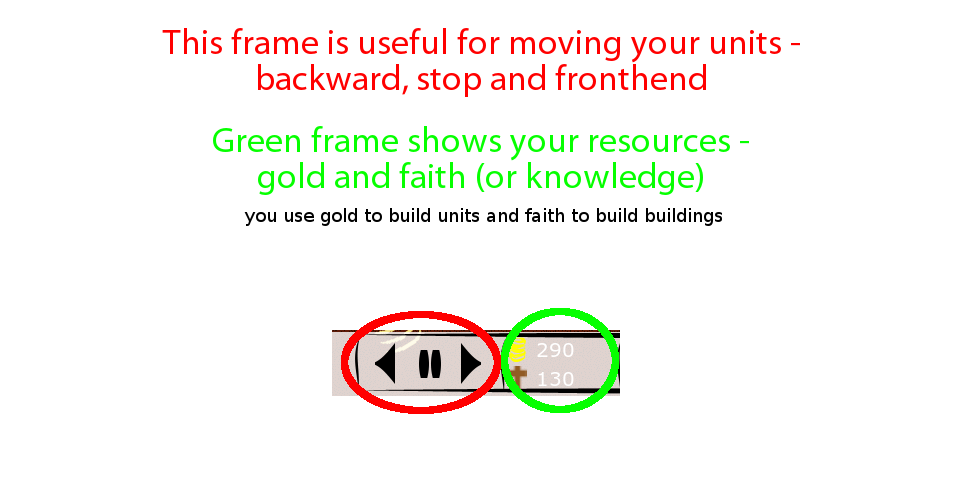 This frame is useful for moving your units -
backward, stop and fronthend
Green frame shows your resources -
gold and faith (or knowledge)
you use gold to build units and faith to build buildings
290
130